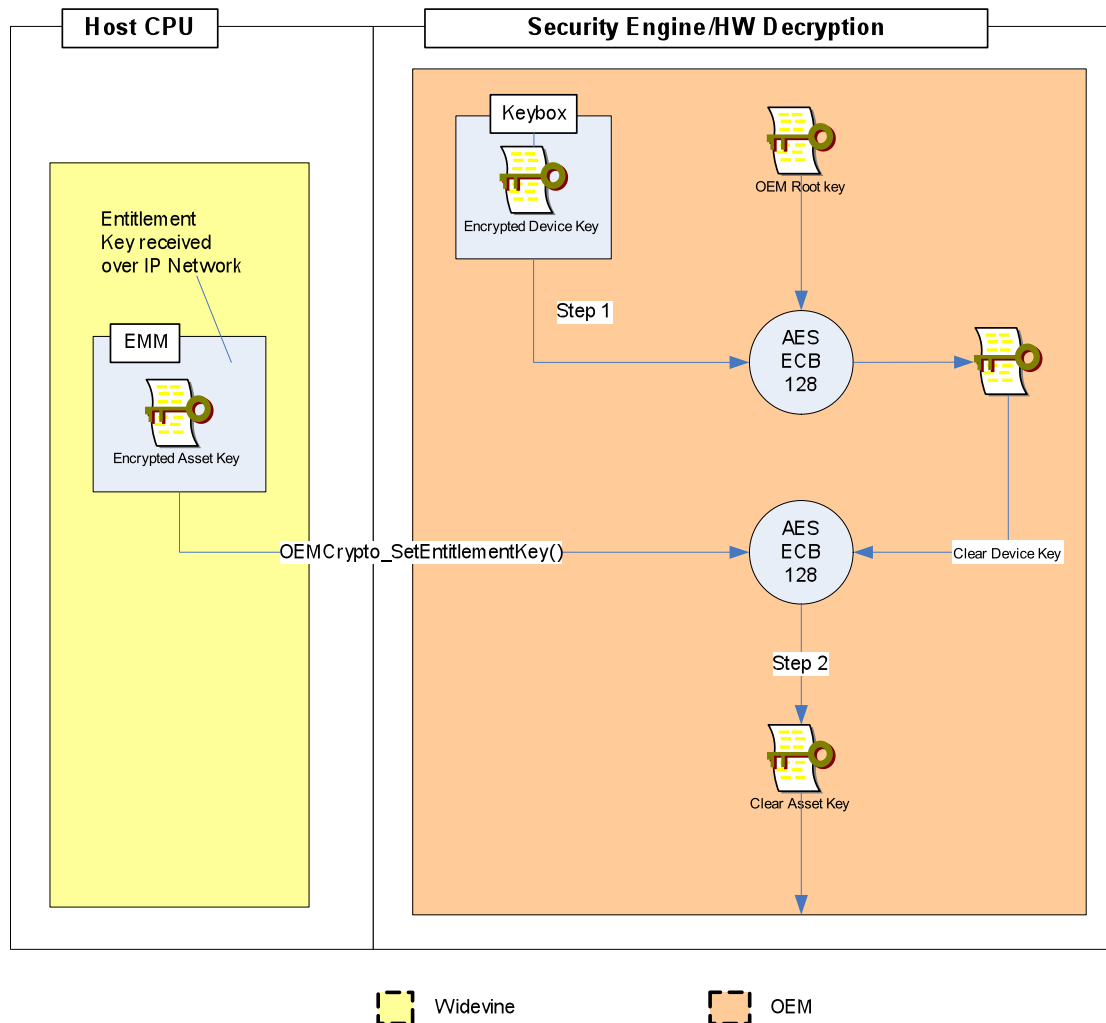 Host CPU
Security Engine/HW Decryption
Keybox
Encrypted Device Key
OEM Root key
Entitlement
Key received
over IP Network
Step 1
EMM
AES
ECB
128
Encrypted Asset Key
OEMCrypto_SetEntitlementKey()
AES
ECB
128
Clear Device Key
Step 2
Clear Asset Key
Widevine
OEM